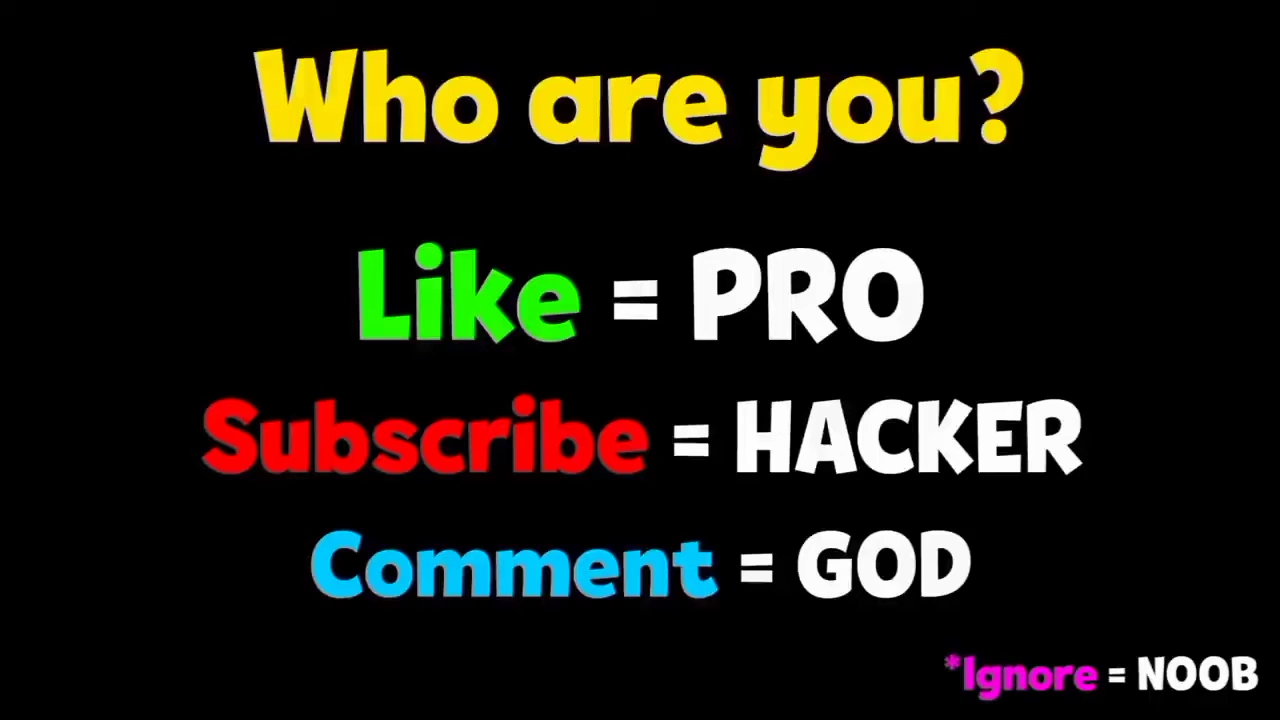 Who are you?
Like = PRO
Subscribe = HACKER
Comment = GOD
*Ignore = NOOB